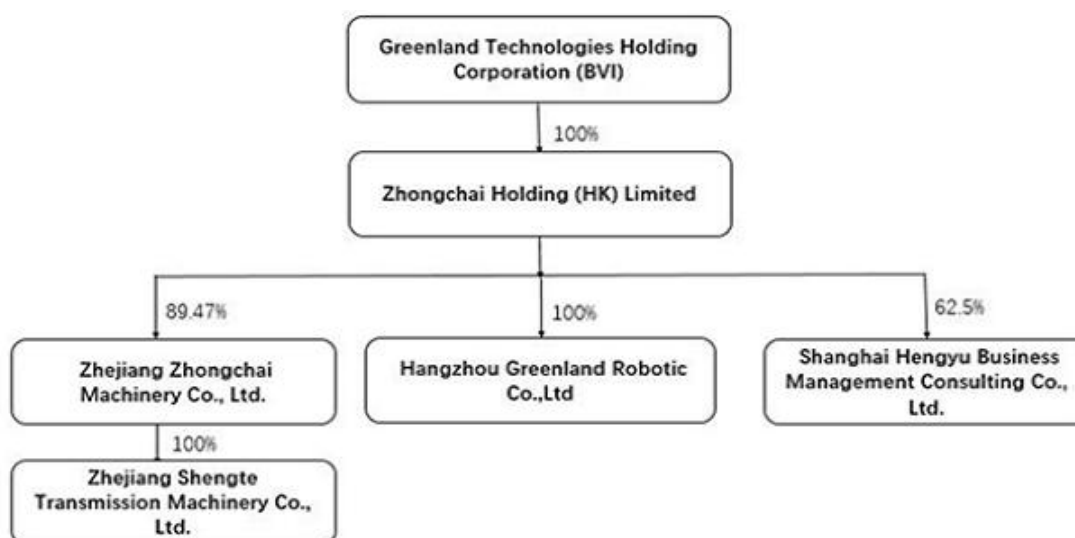 Greenland Technologies Holding
Corporation (BVI)
100%
Zhongchai Holding (HK) Limited
89.47%
100%
62.5%
Zhejiang Zhongchai
Machinery Co., Ltd.
Hangzhou Greenland Robotic
Co.,Ltd
Shanghai Hengyu Business
Management Consulting Co.,
Ltd.
100%
Zhejiang Shengte
Transmission Machinery Co.,
Ltd.